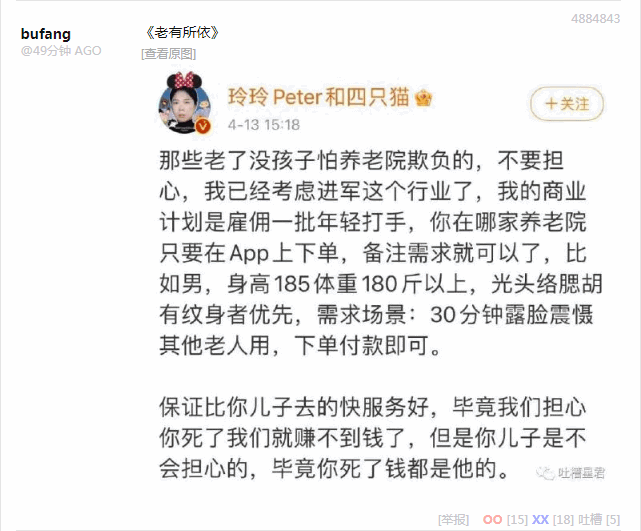 4884843
bufang
《老有所依》
@49分钟 AGO
[查看原图]
玲玲Peter和四只猫
+关注
4-13 15:18
那些老了没孩子怕养老院欺负的，不要担
心，我已经考虑进军这个行业了，我的商业
计划是雇佣一批年轻打手，你在哪家养老院
只要在App上下单，备注需求就可以了，比
如男，身高185体重180斤以上，光头络腮胡
有纹身者优先，需求场景：30分钟露脸震慑
其他老人用，下单付款即可。
保证比你儿子去的快服务好，毕竟我们担心
你死了我们就赚不到钱了，但是你儿子是不
会担心的，毕竟你死了钱都是他的。
吐槽星君
[举报] OO [15] XX [18] 吐槽 [5]